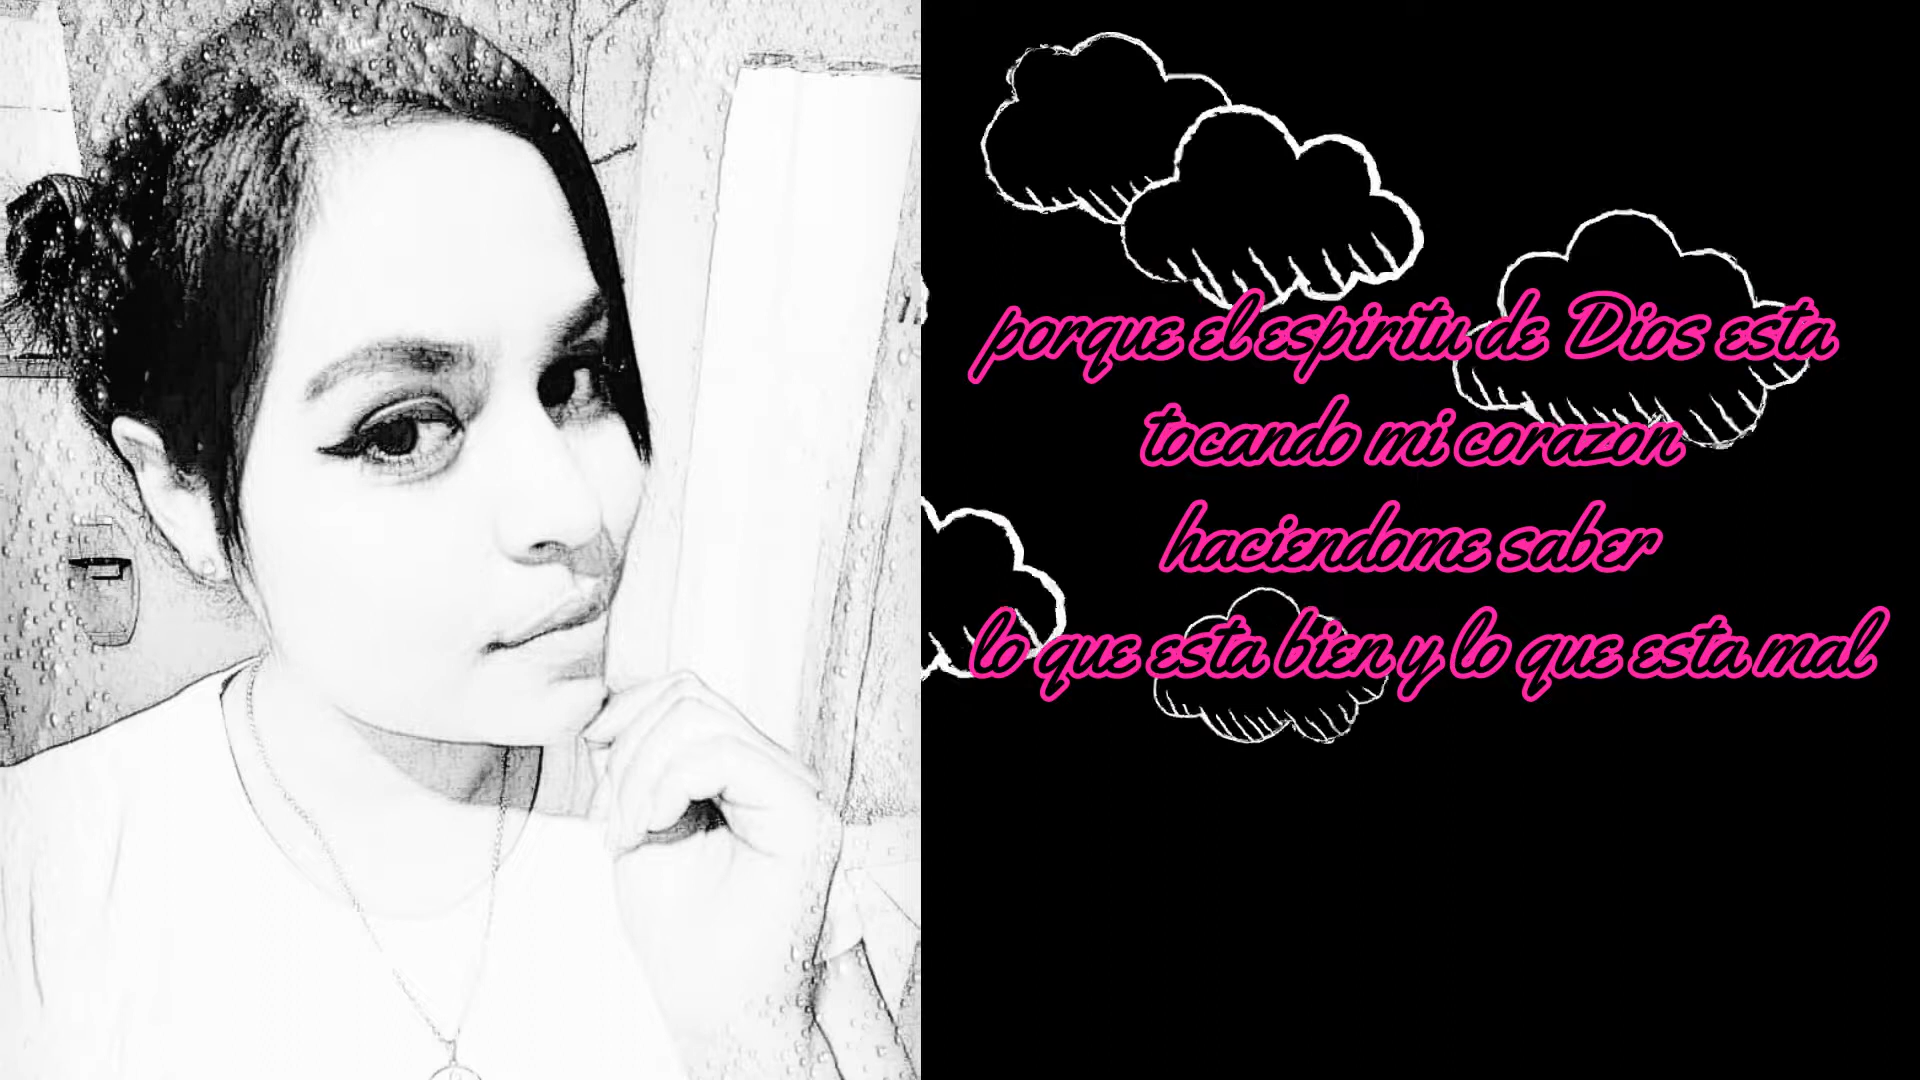 porque el espiritu de Dios esta
tocando mi corazon
haciendome saber
lo que esta bien y lo que esta mal